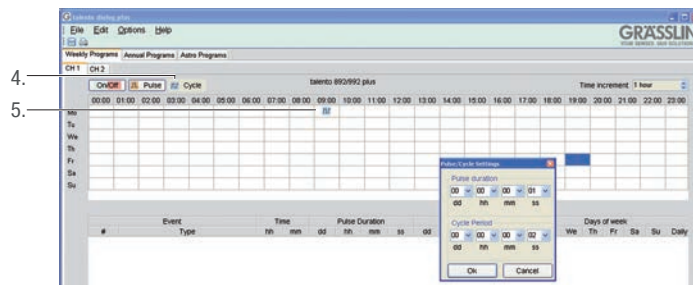 talento dialog plus
File Edit Options Help
GRÄSSLIN
Weekly Programs Annual Programs Astro Programs
CH 1 CH 2
4.
On/Off Pulse Cycle talento 892/992 plus Time increment 1 hour
00:00 01:00 02:00 03:00 04:00 05:00 06:00 07:00 08:00 09:00 10:00 11:00 12:00 13:00 14:00 15:00 16:00 17:00 18:00 19:00 20:00 21:00 22:00 23:00
5.
Mo
Tu
We
Th
Fr
Sa
Su
Pulse/Cycle Settings
Pulse duration
00 00 00 01
dd hh mm ss
Cycle Period
00 00 00 02
dd hh mm ss
Ok Cancel
Event Time Pulse Duration Days of week
# Type hh mm dd hh mm ss dd We Th Fr Sa Su Daily